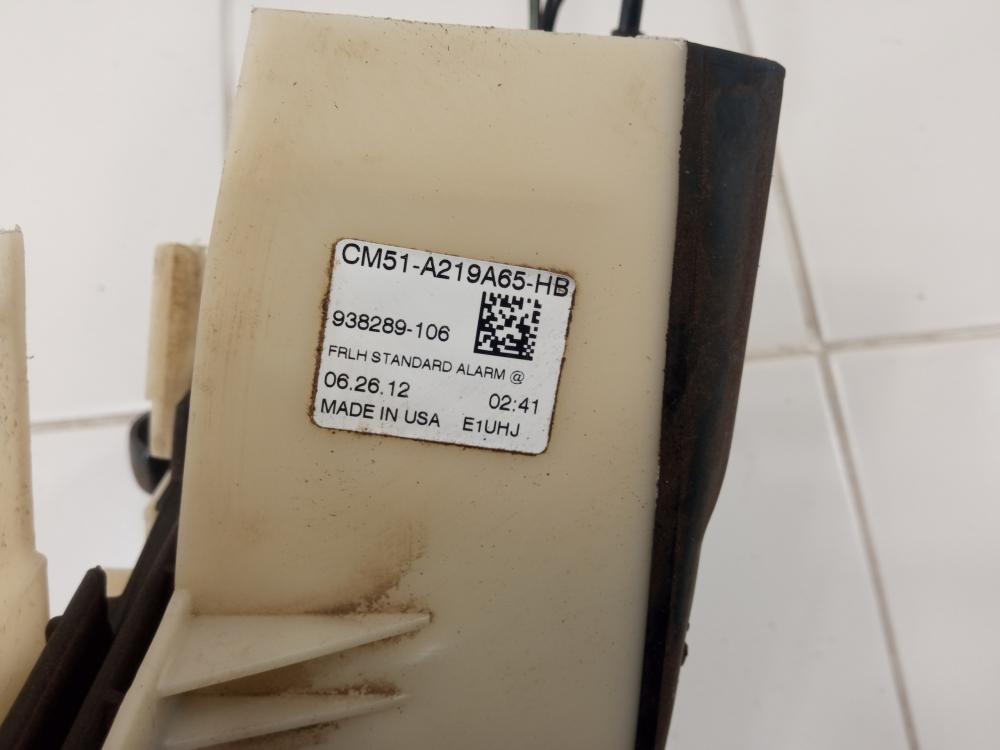 CM51-A219A65-HB
938289-106
FRLH STANDARD ALARM @
06.26.12 02:41
MADE IN USA E1UHJ